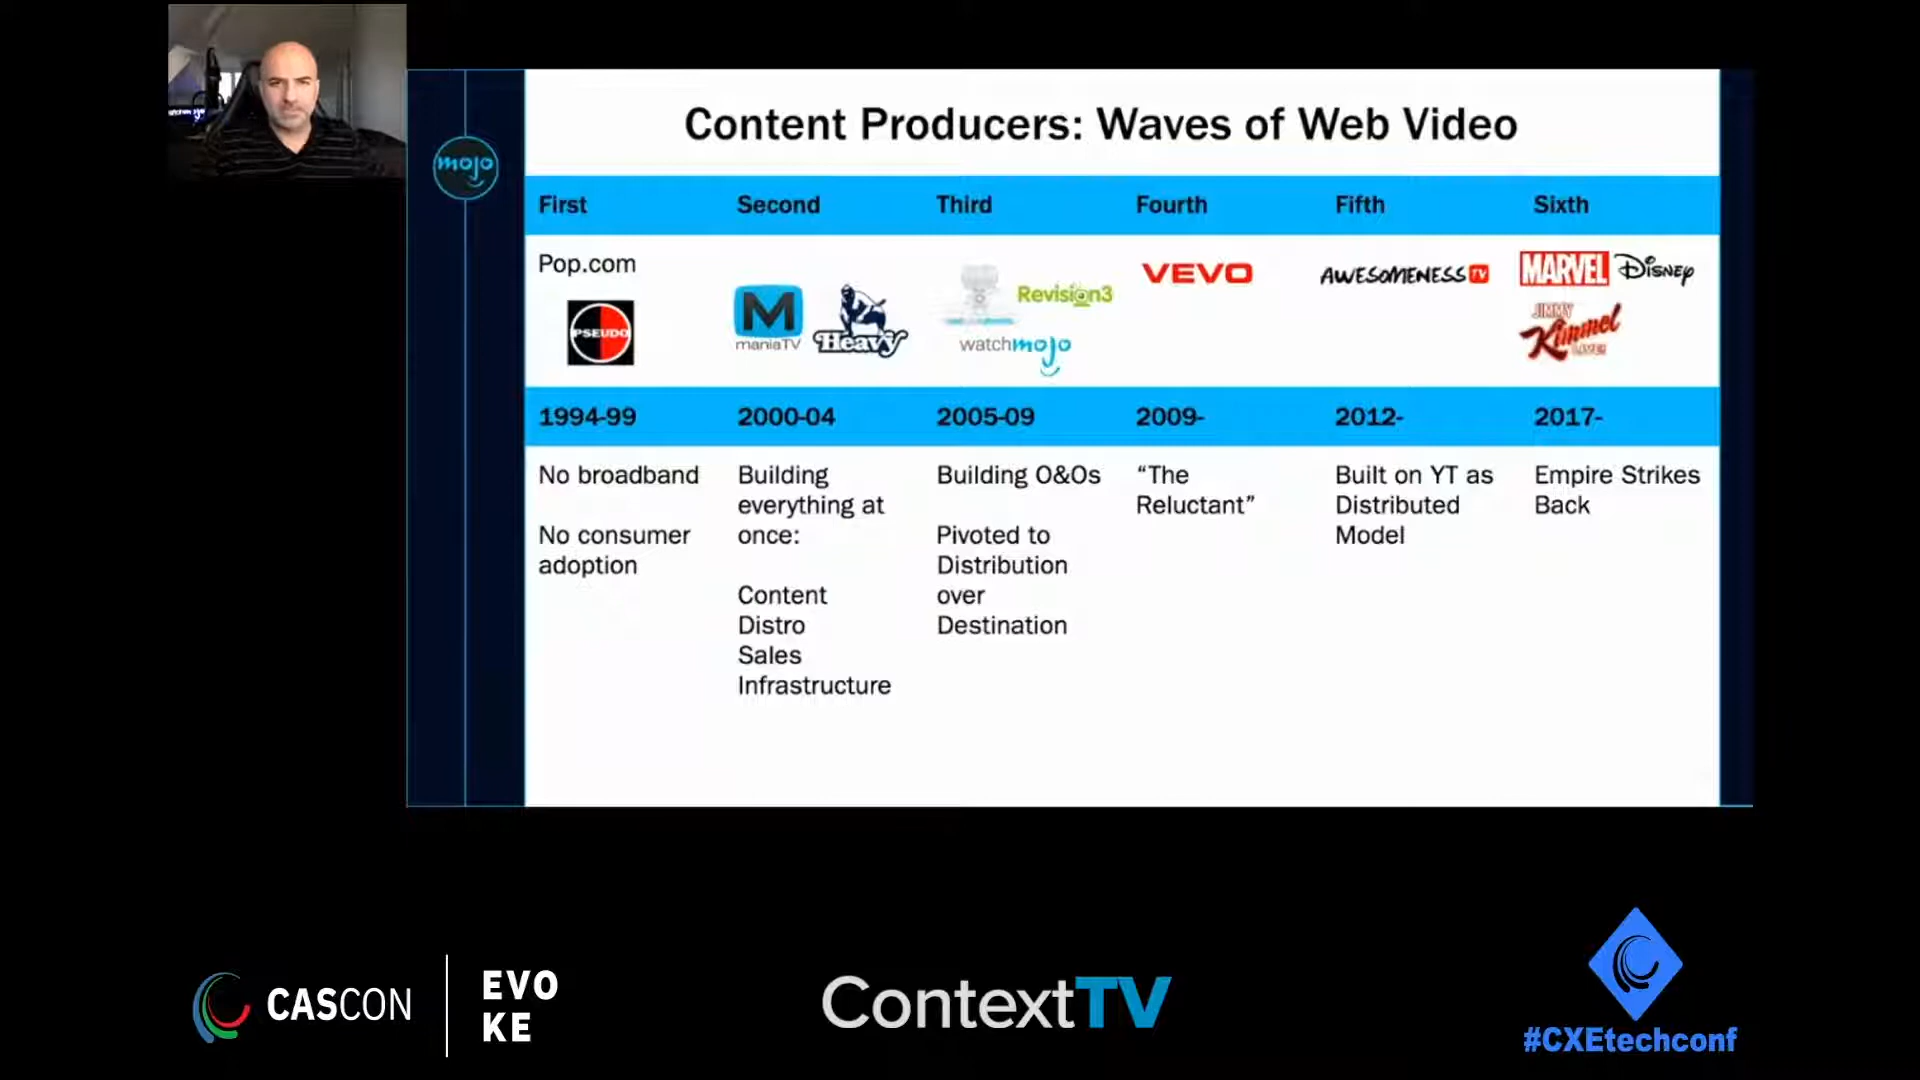 Content Producers: Waves of Web Video
mojo
First
Second
Third
Fourth
Fifth
Sixth
Pop.com
PSEUDO
M
maniaTV
Heavy
Revision3
watchmojo
VEVO
AWESOMENESS TV
MARVEL
DISNEY
JIMMY
Kimmel
LIVE!
1994-99
2000-04
2005-09
2009-
2012-
2017-
No broadband
No consumer
adoption
Building
everything at
once:
Content
Distro
Sales
Infrastructure
Building O&Os
Pivoted to
Distribution
over
Destination
“The
Reluctant”
Built on YT as
Distributed
Model
Empire Strikes
Back
CASCON
EVO
KE
ContextTV
#CXEtechconf